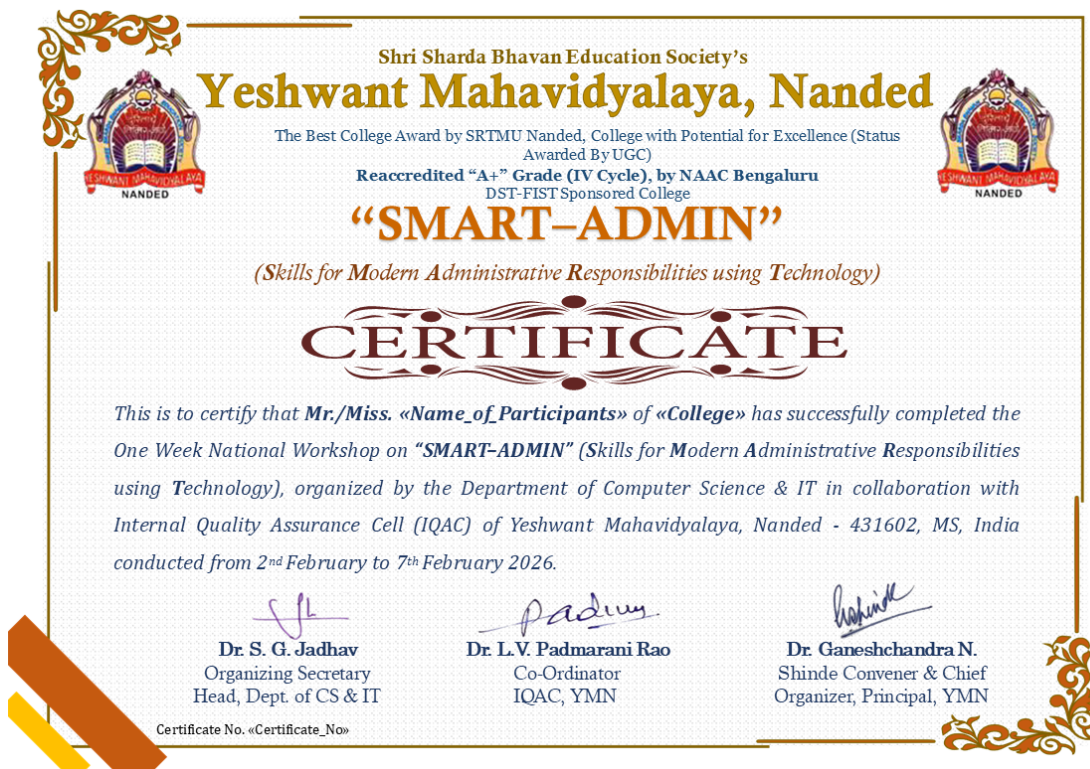 Shri Sharda Bhavan Education Society's
Yeshwant Mahavidyalaya, Nanded
The Best College Award by SRTMU Nanded, College with Potential for Excellence (Status
Awarded By UGC)
Reaccredited “A+” Grade (IV Cycle), by NAAC Bengaluru
DST-FIST Sponsored College
YESHWANT MAHAVIDYALAYA
NANDED
YESHWANT MAHAVIDYALAYA
NANDED
“SMART–ADMIN”
(Skills for Modern Administrative Responsibilities using Technology)
CERTIFICATE
This is to certify that Mr./Miss. «Name_of_Participants» of «College» has successfully completed the
One Week National Workshop on “SMART–ADMIN” (Skills for Modern Administrative Responsibilities
using Technology), organized by the Department of Computer Science & IT in collaboration with
Internal Quality Assurance Cell (IQAC) of Yeshwant Mahavidyalaya, Nanded - 431602, MS, India
conducted from 2nd February to 7th February 2026.
Dr. S. G. Jadhav
Organizing Secretary
Head, Dept. of CS & IT
Dr. L.V. Padmarani Rao
Co-Ordinator
IQAC, YMN
Dr. Ganeshchandra N.
Shinde Convener & Chief
Organizer, Principal, YMN
Certificate No. «Certificate_No»